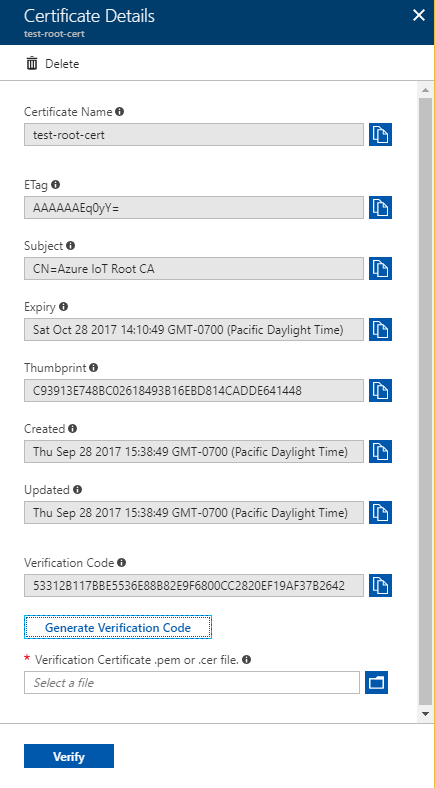 Certificate Details
test-root-cert
Delete
Certificate Name
test-root-cert
ETag
AAAAAAEq0yY=
Subject
CN=Azure IoT Root CA
Expiry
Sat Oct 28 2017 14:10:49 GMT-0700 (Pacific Daylight Time)
Thumbprint
C93913E748BC02618493B16EBD814CADDE641448
Created
Thu Sep 28 2017 15:38:49 GMT-0700 (Pacific Daylight Time)
Updated
Thu Sep 28 2017 15:38:49 GMT-0700 (Pacific Daylight Time)
Verification Code
53312B117BBE5536E88B82E9F6800CC2820EF19AF37B2642
Generate Verification Code
* Verification Certificate .pem or .cer file.
Select a file
Verify